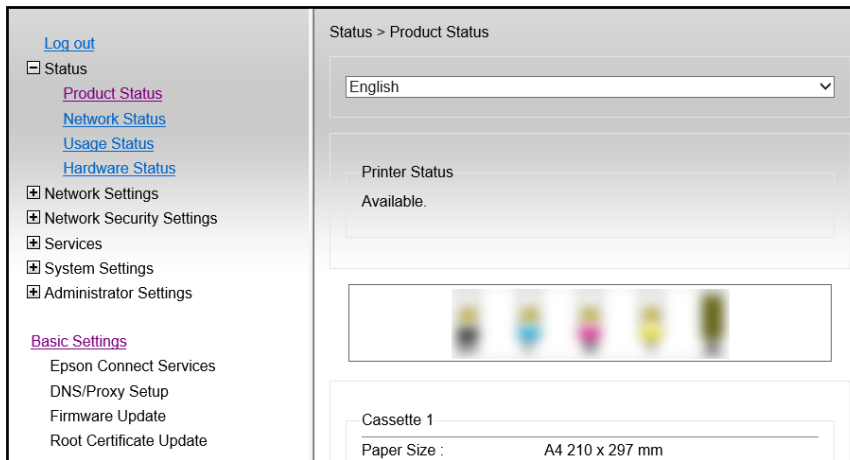 Log out
Status
Product Status
Network Status
Usage Status
Hardware Status
Network Settings
Network Security Settings
Services
System Settings
Administrator Settings
Basic Settings
Epson Connect Services
DNS/Proxy Setup
Firmware Update
Root Certificate Update
Status > Product Status
English
Printer Status
Available.
Cassette 1
Paper Size : A4 210 x 297 mm